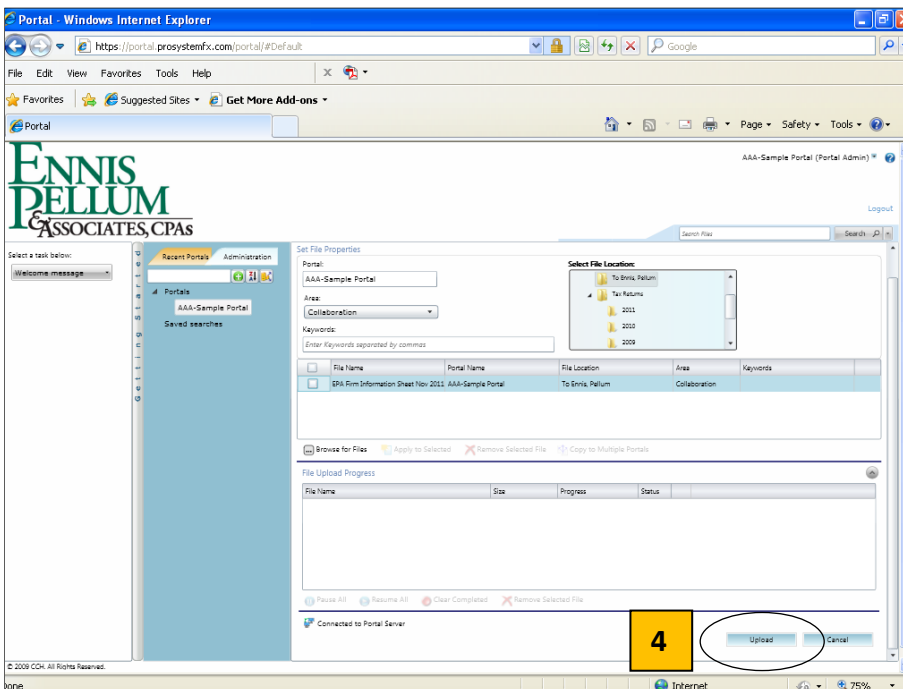 Portal - Windows Internet Explorer
https://portal.prosystemfx.com/portal/#Default
Google
File Edit View Favorites Tools Help
x
Favorites Suggested Sites Get More Add-ons
Portal
Page Safety Tools
ENNIS
PELLUM
& ASSOCIATES, CPAs
AAA-Sample Portal (Portal Admin)
Logout
Search Files
Search
Select a task below:
Welcome message
Getting Started
Recent Portals Administration
Portals
AAA-Sample Portal
Saved searches
Set File Properties
Portal:
AAA-Sample Portal
Area:
Collaboration
Keywords:
Enter Keywords separated by commas
Select File Location:
To Ennis, Pellum
Tax Returns
2011
2010
2009
File Name Portal Name File Location Area Keywords
EPA Firm Information Sheet Nov 2011 AAA-Sample Portal To Ennis, Pellum Collaboration
... Browse for Files Apply to Selected Remove Selected File Copy to Multiple Portals
File Upload Progress
File Name Size Progress Status
Pause All Resume All Clear Completed Remove Selected File
Connected to Portal Server
4
Upload Cancel
© 2009 CCH. All Rights Reserved.
Done
Internet
75%